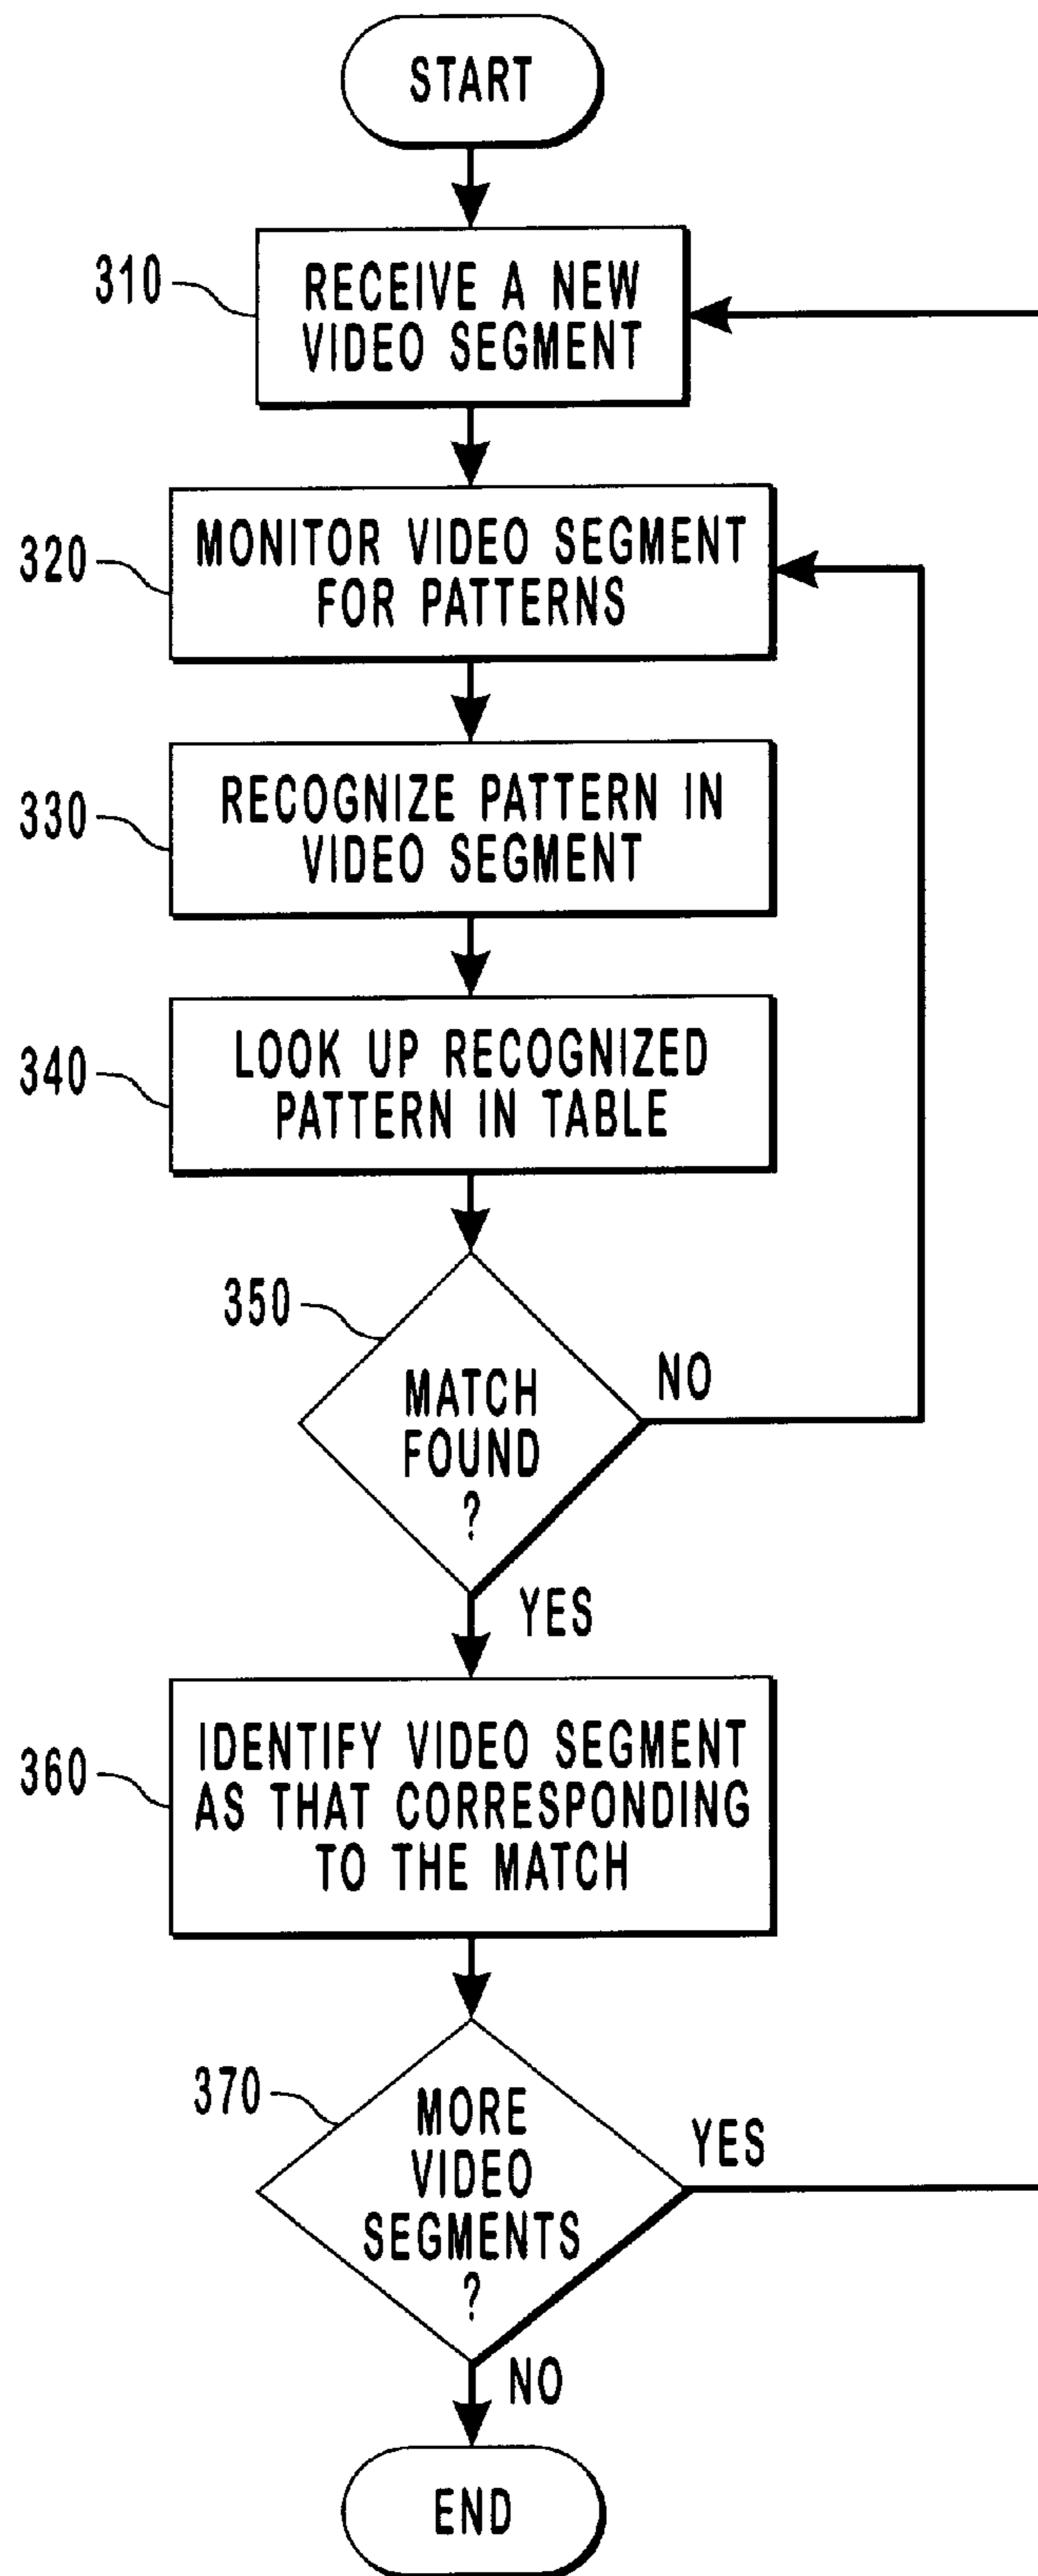 START
310
RECEIVE A NEW
VIDEO SEGMENT
320
MONITOR VIDEO SEGMENT
FOR PATTERNS
330
RECOGNIZE PATTERN IN
VIDEO SEGMENT
340
LOOK UP RECOGNIZED
PATTERN IN TABLE
350
MATCH
FOUND
?
NO
YES
360
IDENTIFY VIDEO SEGMENT
AS THAT CORRESPONDING
TO THE MATCH
370
MORE
VIDEO
SEGMENTS
?
YES
NO
END